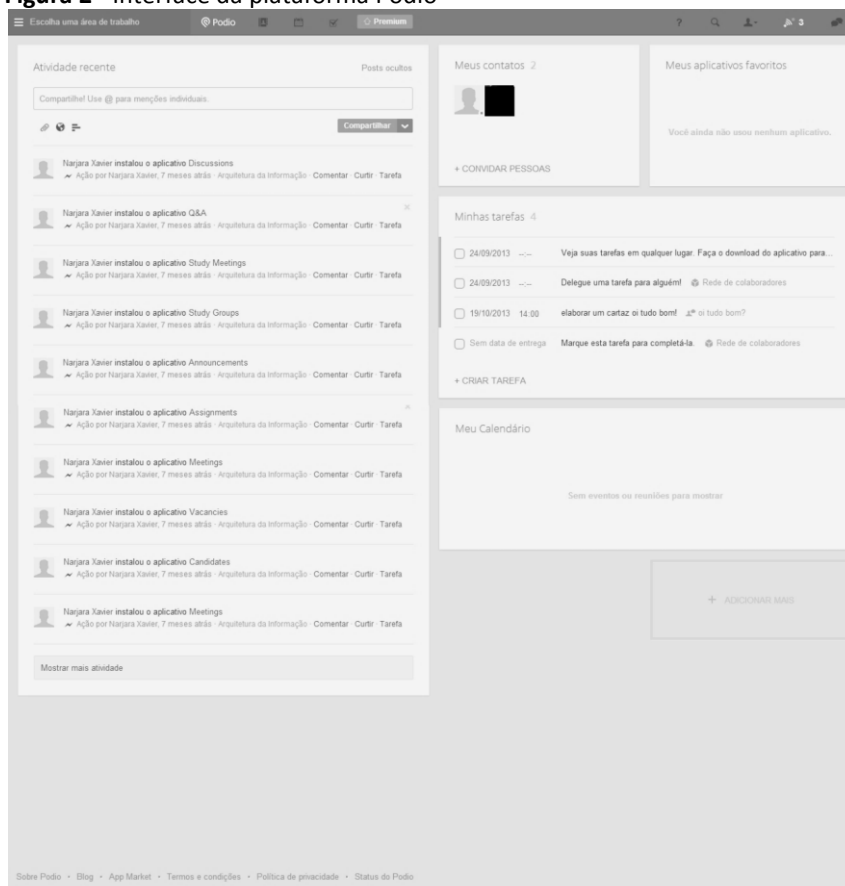 Figura 2 - Interface da plataforma Podio
Escolha uma área de trabalho
Podio
Premium
? 3
Atividade recente
Posts ocultos
Compartilhe! Use @ para menções individuais.
Compartilhar
Narjara Xavier instalou o aplicativo Discussions
Ação por Narjara Xavier, 7 meses atrás · Arquitetura da Informação · Comentar · Curtir · Tarefa
Narjara Xavier instalou o aplicativo Q&A
Ação por Narjara Xavier, 7 meses atrás · Arquitetura da Informação · Comentar · Curtir · Tarefa
Narjara Xavier instalou o aplicativo Study Meetings
Ação por Narjara Xavier, 7 meses atrás · Arquitetura da Informação · Comentar · Curtir · Tarefa
Narjara Xavier instalou o aplicativo Study Groups
Ação por Narjara Xavier, 7 meses atrás · Arquitetura da Informação · Comentar · Curtir · Tarefa
Narjara Xavier instalou o aplicativo Announcements
Ação por Narjara Xavier, 7 meses atrás · Arquitetura da Informação · Comentar · Curtir · Tarefa
Narjara Xavier instalou o aplicativo Assignments
Ação por Narjara Xavier, 7 meses atrás · Arquitetura da Informação · Comentar · Curtir · Tarefa
Narjara Xavier instalou o aplicativo Meetings
Ação por Narjara Xavier, 7 meses atrás · Arquitetura da Informação · Comentar · Curtir · Tarefa
Narjara Xavier instalou o aplicativo Vacancies
Ação por Narjara Xavier, 7 meses atrás · Arquitetura da Informação · Comentar · Curtir · Tarefa
Narjara Xavier instalou o aplicativo Candidates
Ação por Narjara Xavier, 7 meses atrás · Arquitetura da Informação · Comentar · Curtir · Tarefa
Narjara Xavier instalou o aplicativo Meetings
Ação por Narjara Xavier, 7 meses atrás · Arquitetura da Informação · Comentar · Curtir · Tarefa
Mostrar mais atividade
Meus contatos 2
+ CONVIDAR PESSOAS
Meus aplicativos favoritos
Você ainda não usou nenhum aplicativo.
Minhas tarefas 4
24/09/2013 --:-- Veja suas tarefas em qualquer lugar. Faça o download do aplicativo para...
24/09/2013 --:-- Delegue uma tarefa para alguém! Rede de colaboradores
19/10/2013 14:00 elaborar um cartaz oi tudo bom! oi tudo bom?
Sem data de entrega Marque esta tarefa para completá-la. Rede de colaboradores
+ CRIAR TAREFA
Meu Calendário
Sem eventos ou reuniões para mostrar
+ ADICIONAR MAIS
Sobre Podio • Blog • App Market • Termos e condições • Política de privacidade • Status do Podio